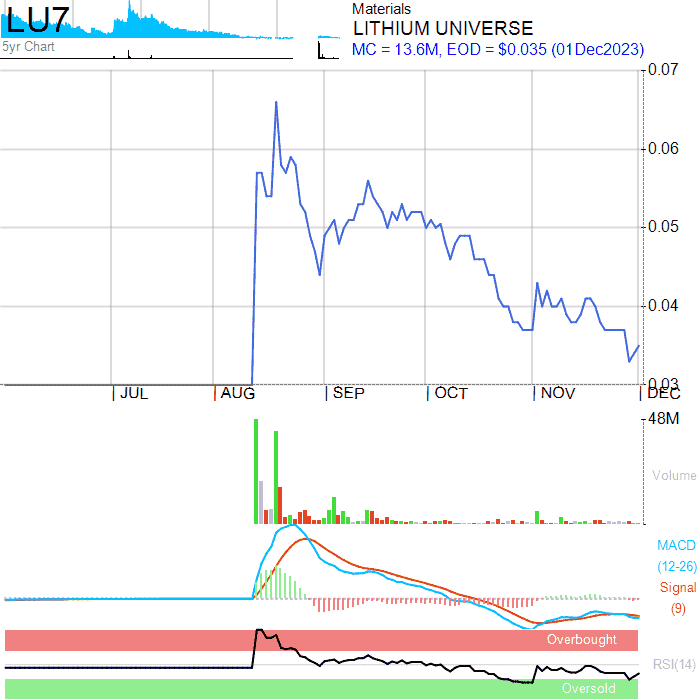 LU7
5yr Chart
Materials
LITHIUM UNIVERSE
MC = 13.6M, EOD = $0.035 (01Dec2023)
0.07
0.06
0.05
0.04
0.03
JUL
AUG
SEP
OCT
NOV
DEC
48M
Volume
MACD
(12-26)
Signal
(9)
Overbought
RSI(14)
Oversold